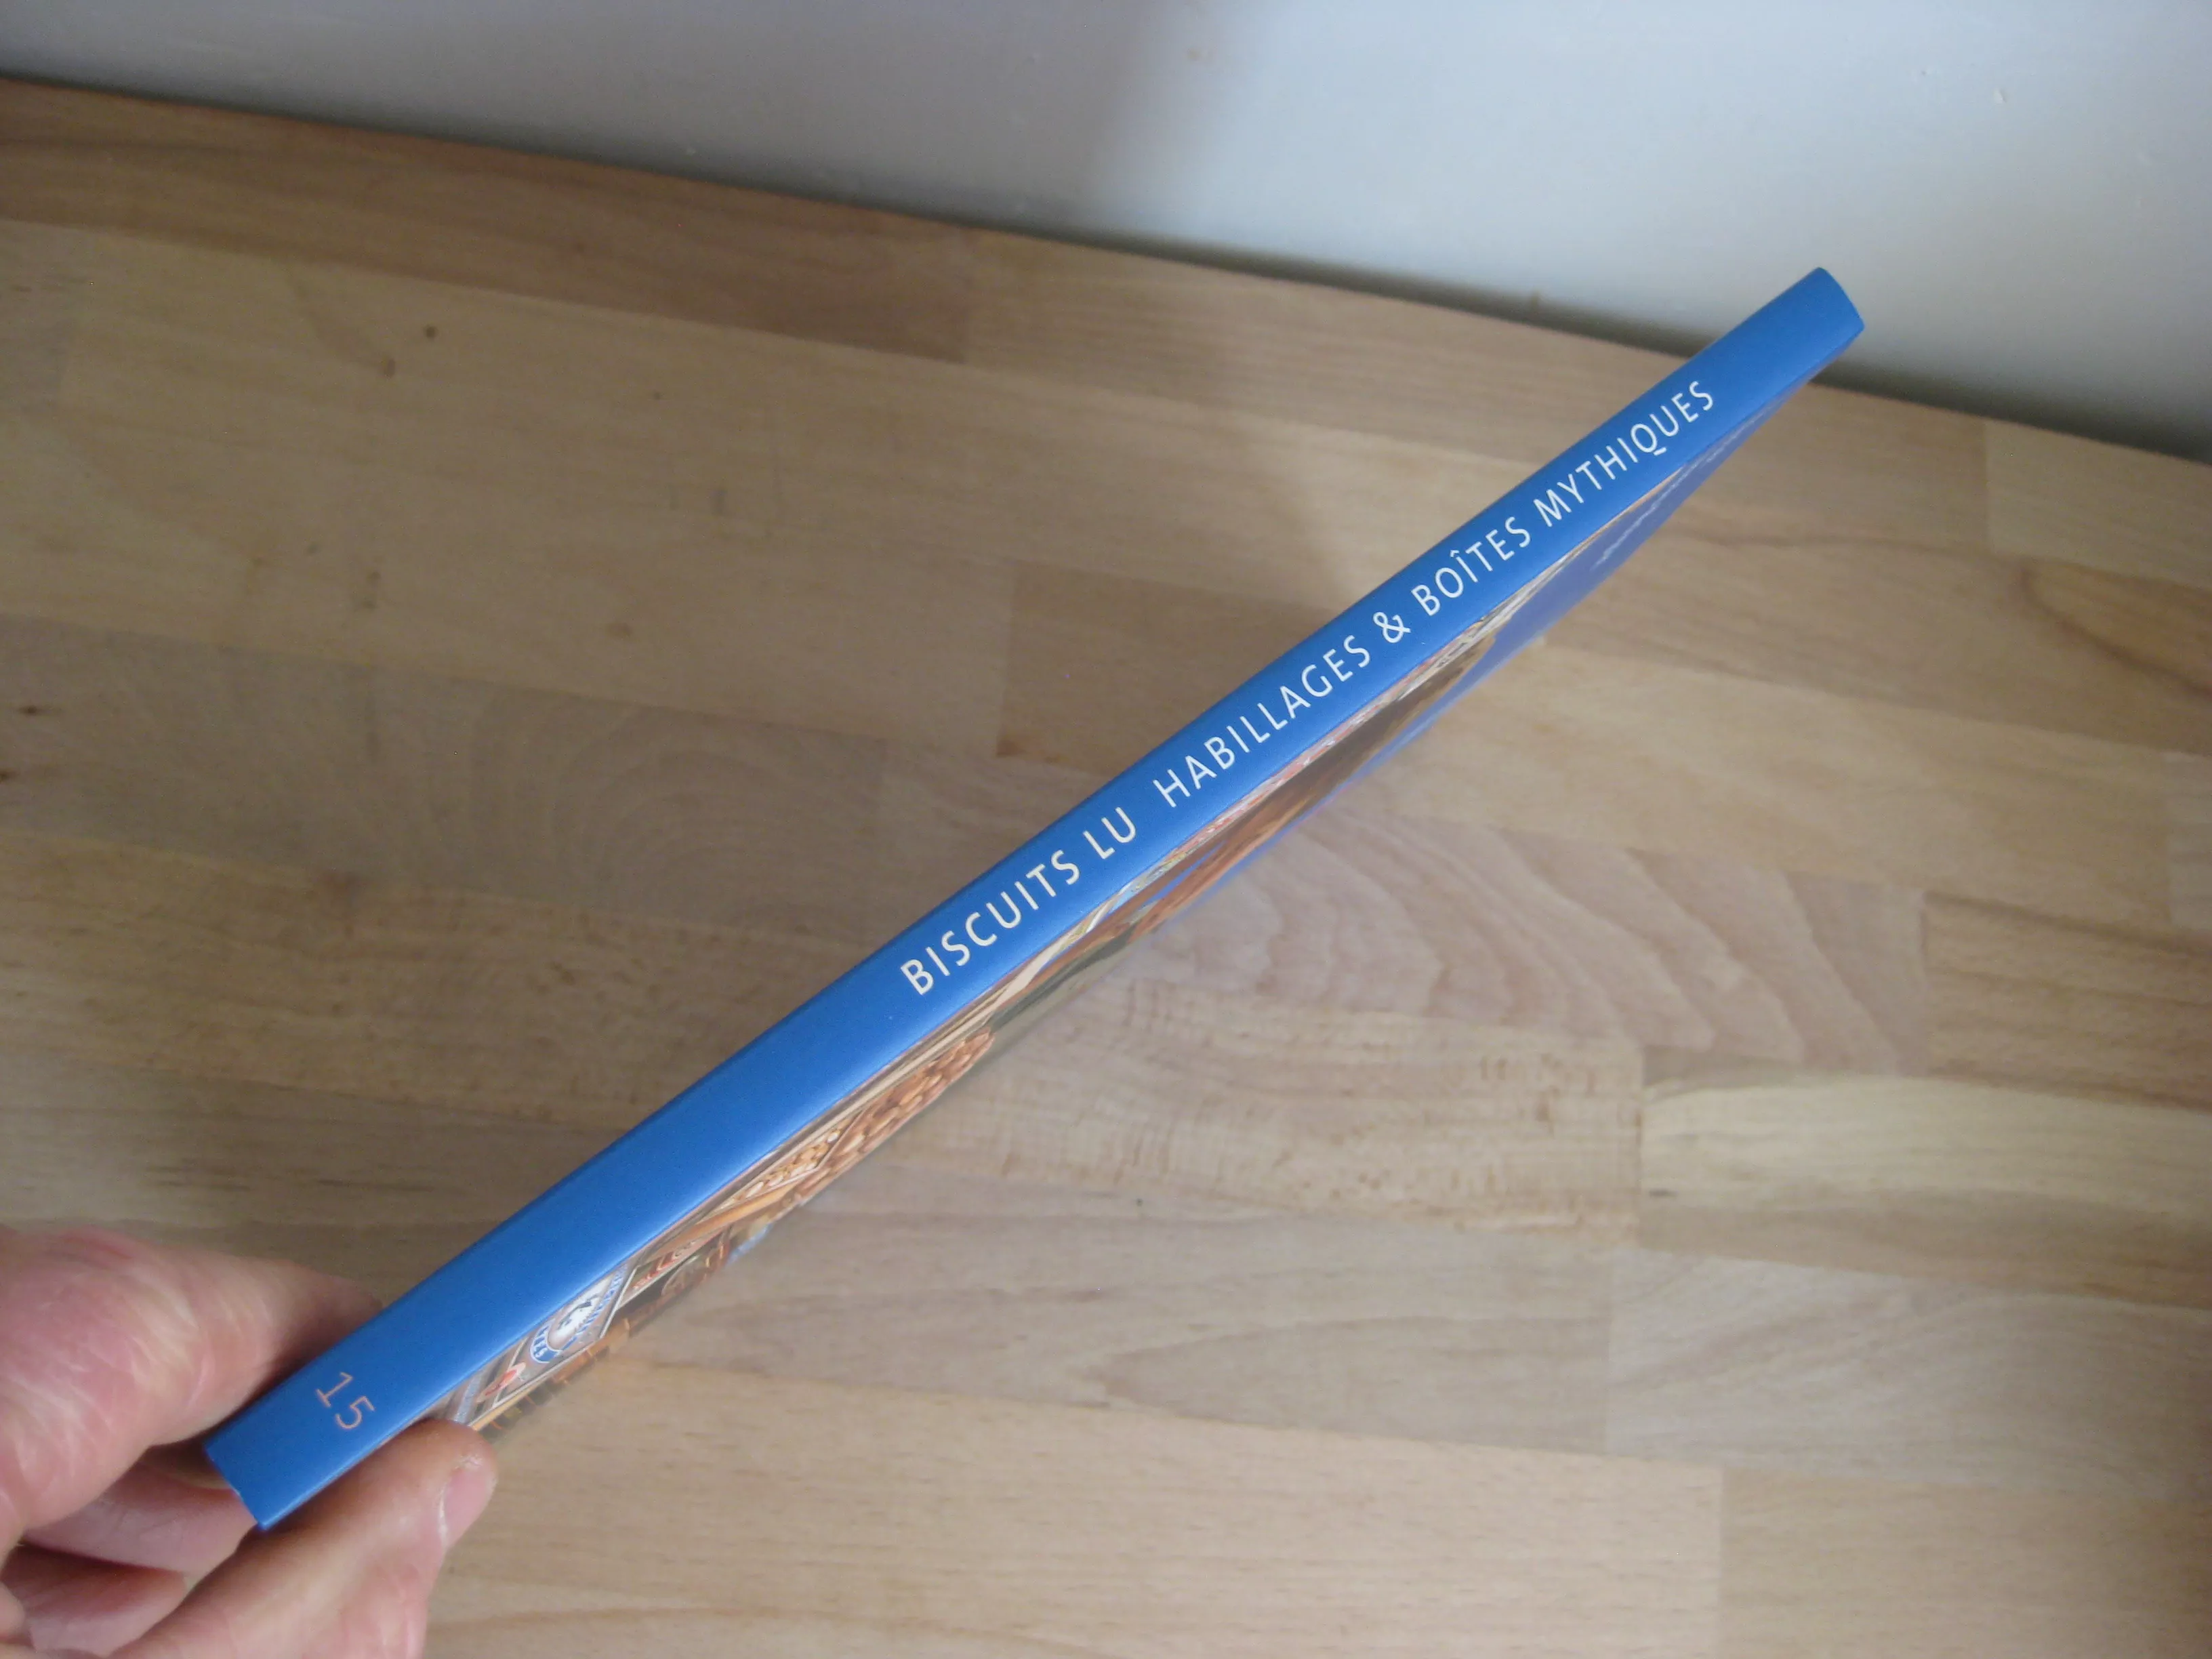 BISCUITS LU HABILLAGES & BOÎTES MYTHIQUES
15